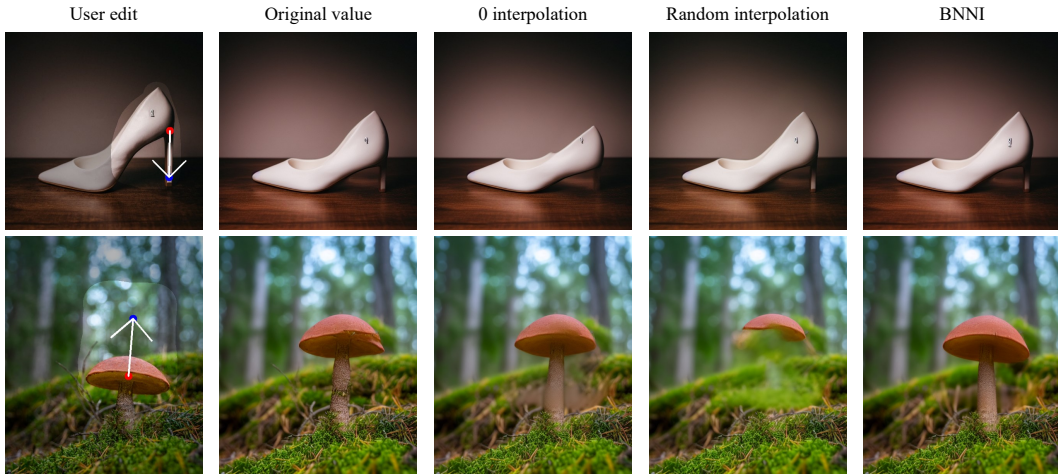 User edit
Original value
0 interpolation
Random interpolation
BNNI